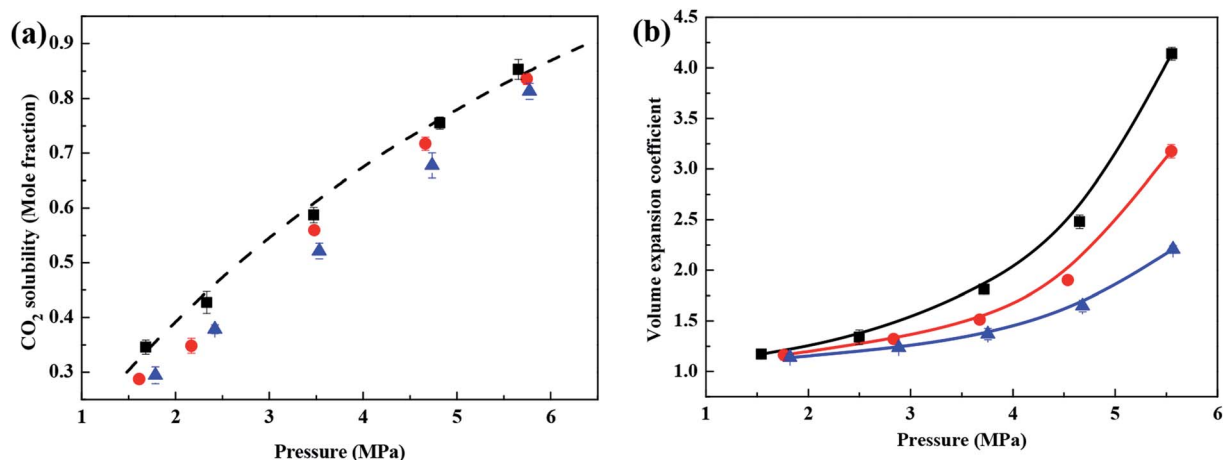 (a)
CO₂ solubility (Mole fraction)
0.9
0.8
0.7
0.6
0.5
0.4
0.3
1 2 3 4 5 6
Pressure (MPa)
(b)
Volume expansion coefficient
4.5
4.0
3.5
3.0
2.5
2.0
1.5
1.0
1 2 3 4 5 6
Pressure (MPa)